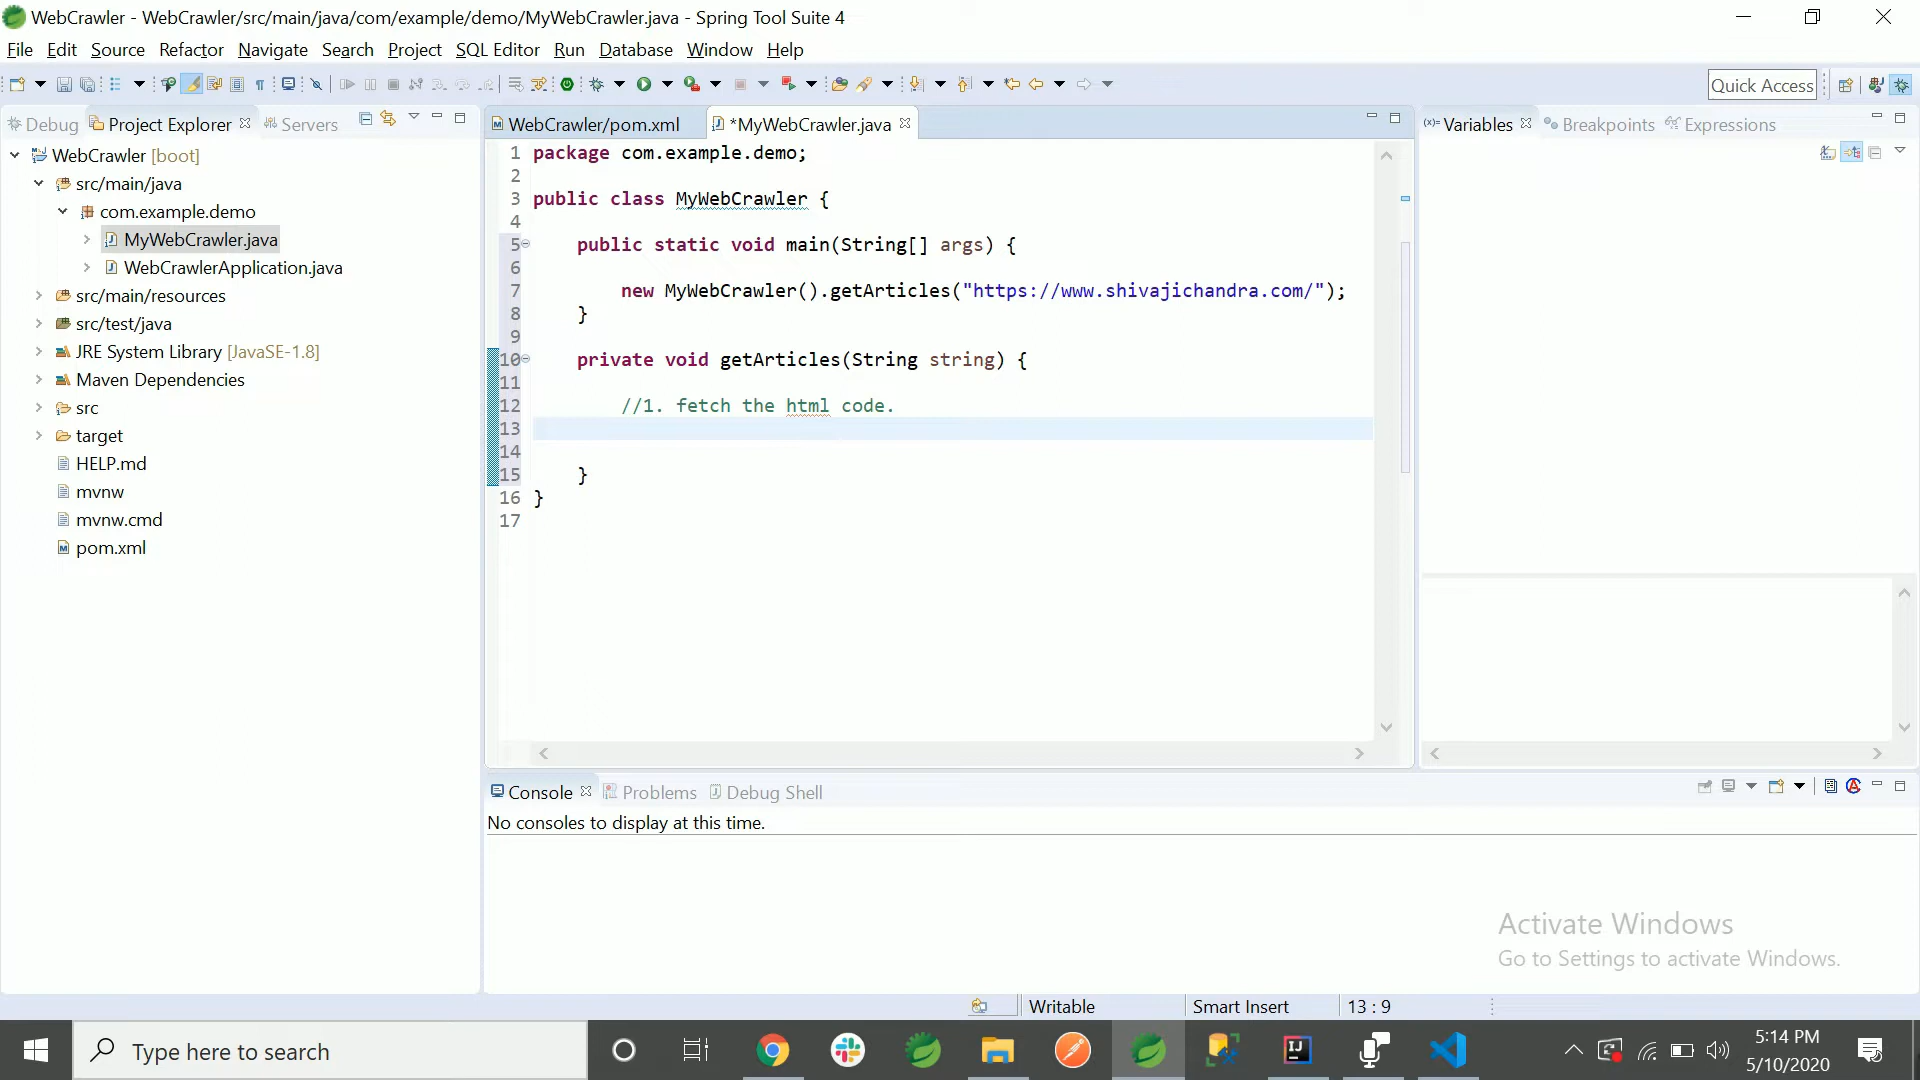 WebCrawler - WebCrawler/src/main/java/com/example/demo/MyWebCrawler.java - Spring Tool Suite 4
File Edit Source Refactor Navigate Search Project SQL Editor Run Database Window Help
Quick Access
Debug Project Explorer Servers
WebCrawler [boot]
src/main/java
com.example.demo
MyWebCrawler.java
WebCrawlerApplication.java
src/main/resources
src/test/java
JRE System Library [JavaSE-1.8]
Maven Dependencies
src
target
HELP.md
mvnw
mvnw.cmd
pom.xml
WebCrawler/pom.xml *MyWebCrawler.java
1 package com.example.demo;
2
3 public class MyWebCrawler {
4
5 public static void main(String[] args) {
6
7 new MyWebCrawler().getArticles("https://www.shivajichandra.com/");
8 }
9
10 private void getArticles(String string) {
11
12 //1. fetch the html code.
13
14
15 }
16 }
17
(x)= Variables Breakpoints Expressions
Console Problems Debug Shell
No consoles to display at this time.
Activate Windows
Go to Settings to activate Windows.
Writable Smart Insert 13 : 9
Type here to search
5:14 PM
5/10/2020